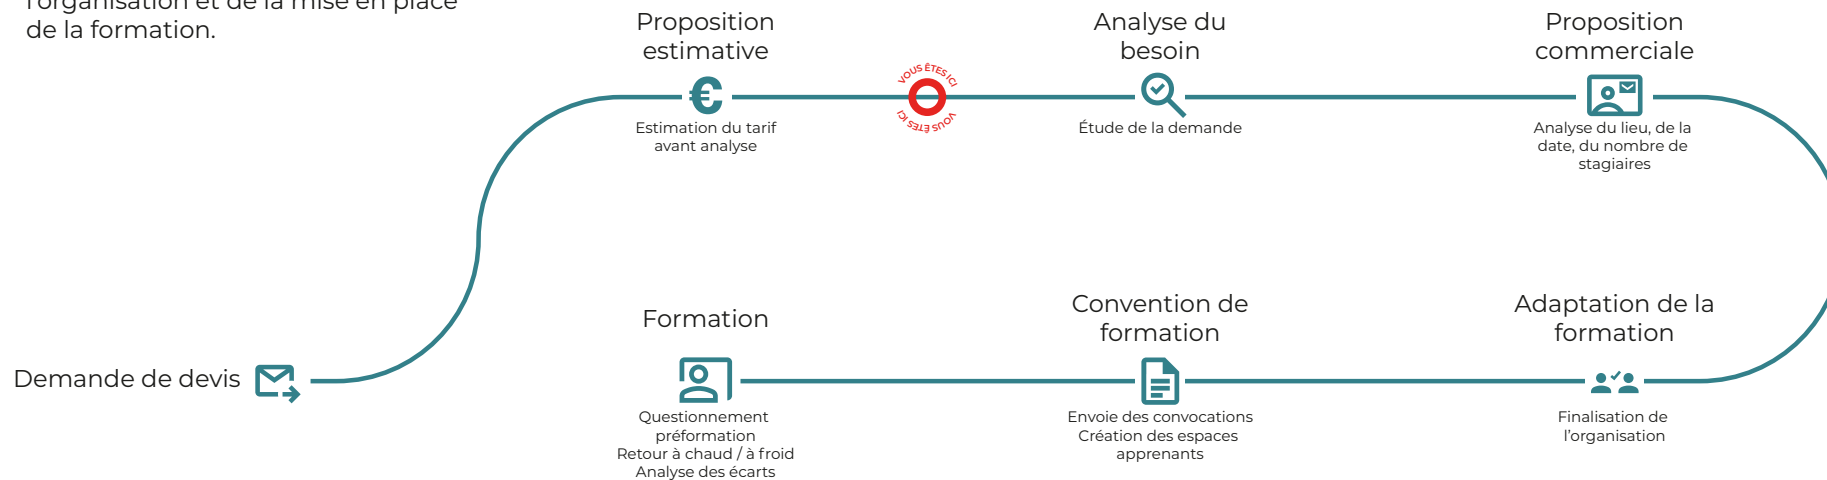 l'organisation et de la mise en place
de la formation.
Proposition
estimative
Estimation du tarif
avant analyse
VOUS ÊTES ICI
VOUS ÊTES ICI
Analyse du
besoin
Étude de la demande
Proposition
commerciale
Analyse du lieu, de la
date, du nombre de
stagiaires
Demande de devis
Formation
Questionnement
préformation
Retour à chaud / à froid
Analyse des écarts
Convention de
formation
Envoie des convocations
Création des espaces
apprenants
Adaptation de la
formation
Finalisation de
l'organisation